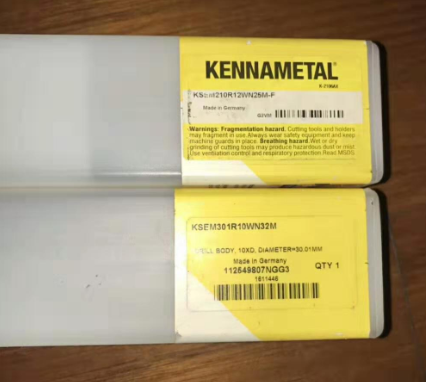 KENNAMETAL
KSEM210R12WN25M-F
Made in Germany
Warnings: Fragmentation hazard. Cutting tools and holders
may fragment in use. Always wear safety equipment and keep
machine guards in place. Breathing hazard. Wet or dry
grinding of cutting tools may produce hazardous dust or mist
Use ventilation control and respiratory protection. Read MSDS.
KSEM301R10WN32M
DRILL BODY, 10XD, DIAMETER=30.01MM
Made in Germany
112549807NGG3 QTY 1
1611446